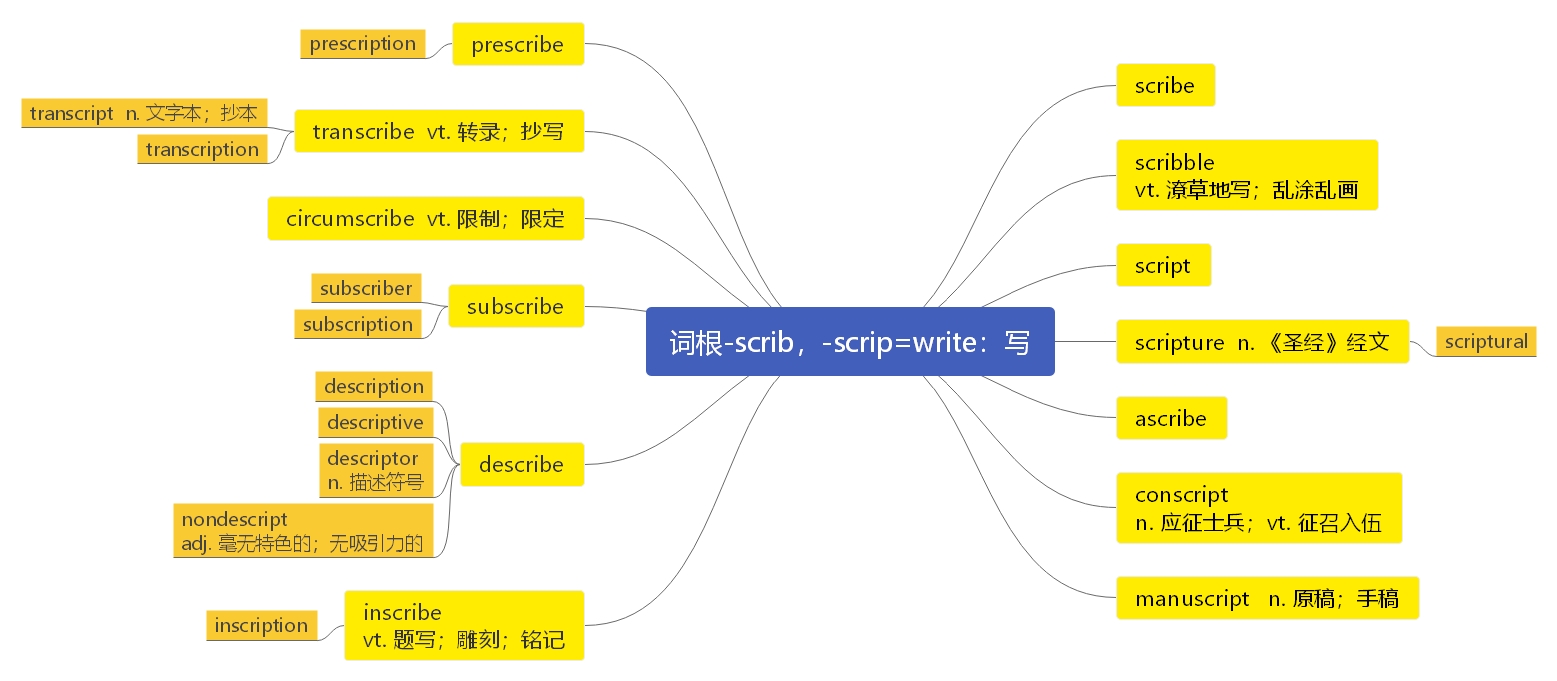 词根-scrib，-scrip=write：写
scribe
scribble
vt. 潦草地写；乱涂乱画
script
scripture n. 《圣经》经文
scriptural
ascribe
conscript
n. 应征士兵；vt. 征召入伍
manuscript n. 原稿；手稿
prescribe
prescription
transcribe vt. 转录；抄写
transcript n. 文字本；抄本
transcription
circumscribe vt. 限制；限定
subscribe
subscriber
subscription
describe
description
descriptive
descriptor
n. 描述符号
nondescript
adj. 毫无特色的；无吸引力的
inscribe
vt. 题写；雕刻；铭记
inscription